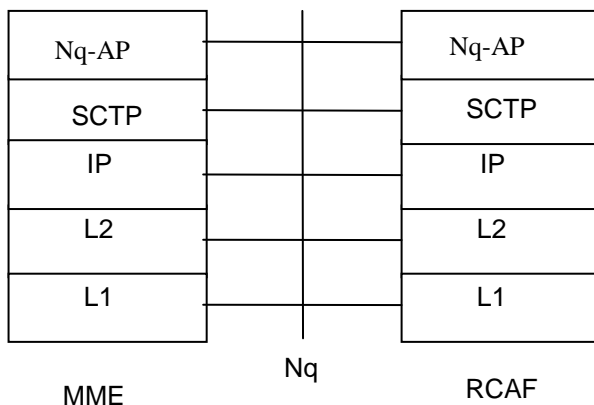 Nq-AP Nq-AP
SCTP SCTP
IP IP
L2 L2
L1 L1
Nq
MME RCAF